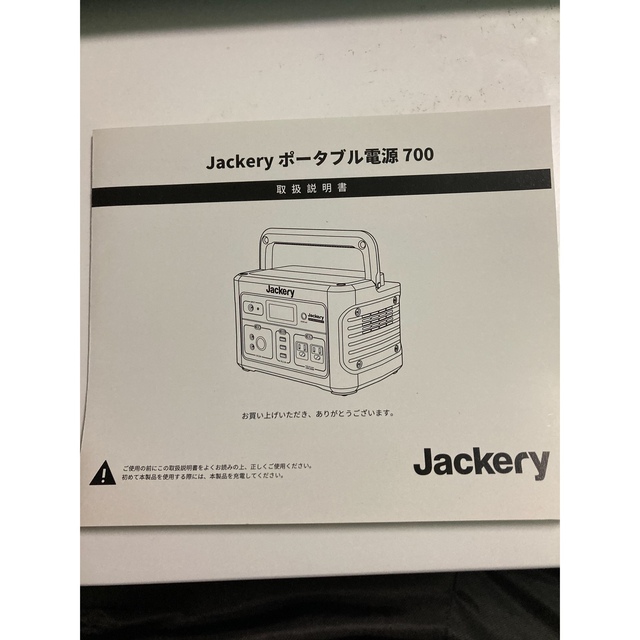 Jackery ポータブル電源 700
取扱説明書
Jackery
Jackery
お買い上げいただき、ありがとうございます。
ご使用の前にこの取扱説明書をよくお読みの上、正しくご使用ください。
初めて本製品を使用する際には、本製品を充電してください。
Jackery